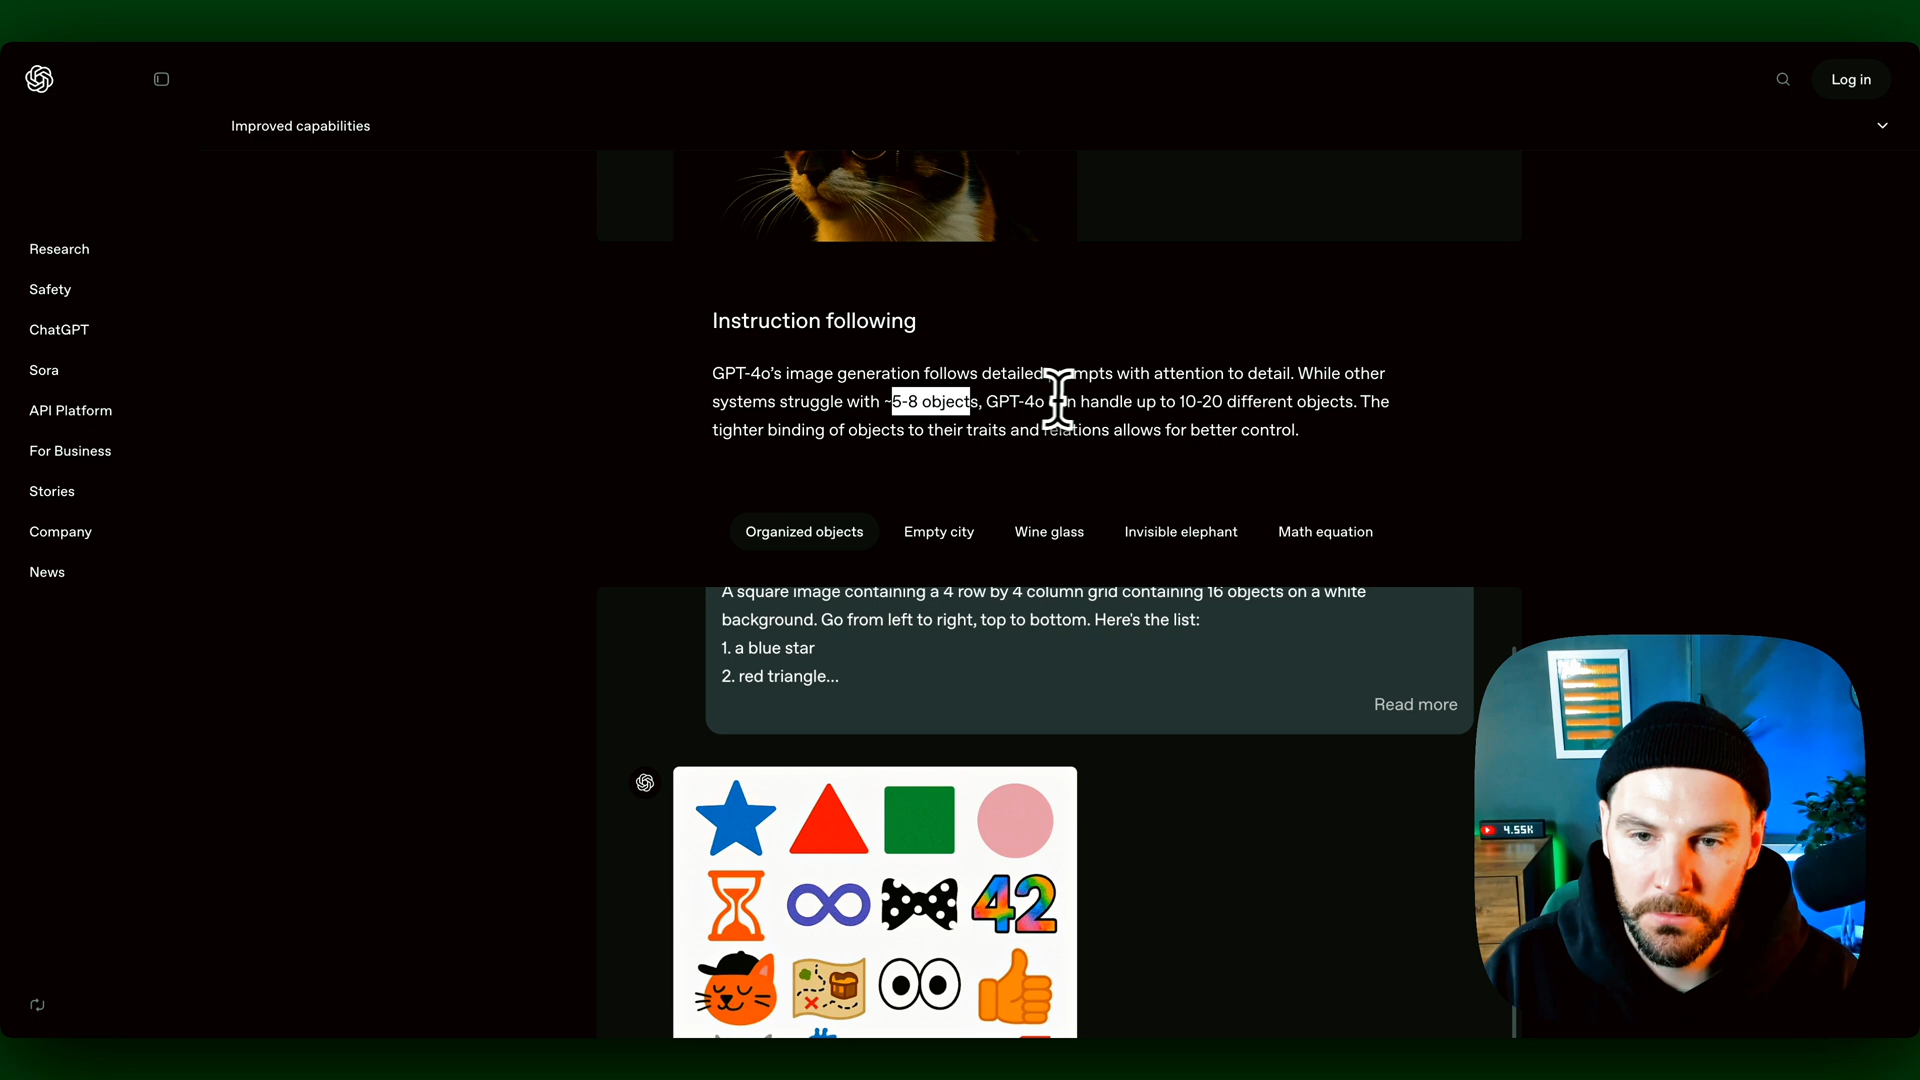 Log in
Improved capabilities
Research
Safety
ChatGPT
Sora
API Platform
For Business
Stories
Company
News
Instruction following
GPT-4o's image generation follows detailed mpts with attention to detail. While other
systems struggle with ~5-8 objects, GPT-4o n handle up to 10-20 different objects. The
tighter binding of objects to their traits and relations allows for better control.
Organized objects
Empty city
Wine glass
Invisible elephant
Math equation
A square image containing a 4 row by 4 column grid containing 16 objects on a white
background. Go from left to right, top to bottom. Here's the list:
1. a blue star
2. red triangle...
Read more
42
4.55K